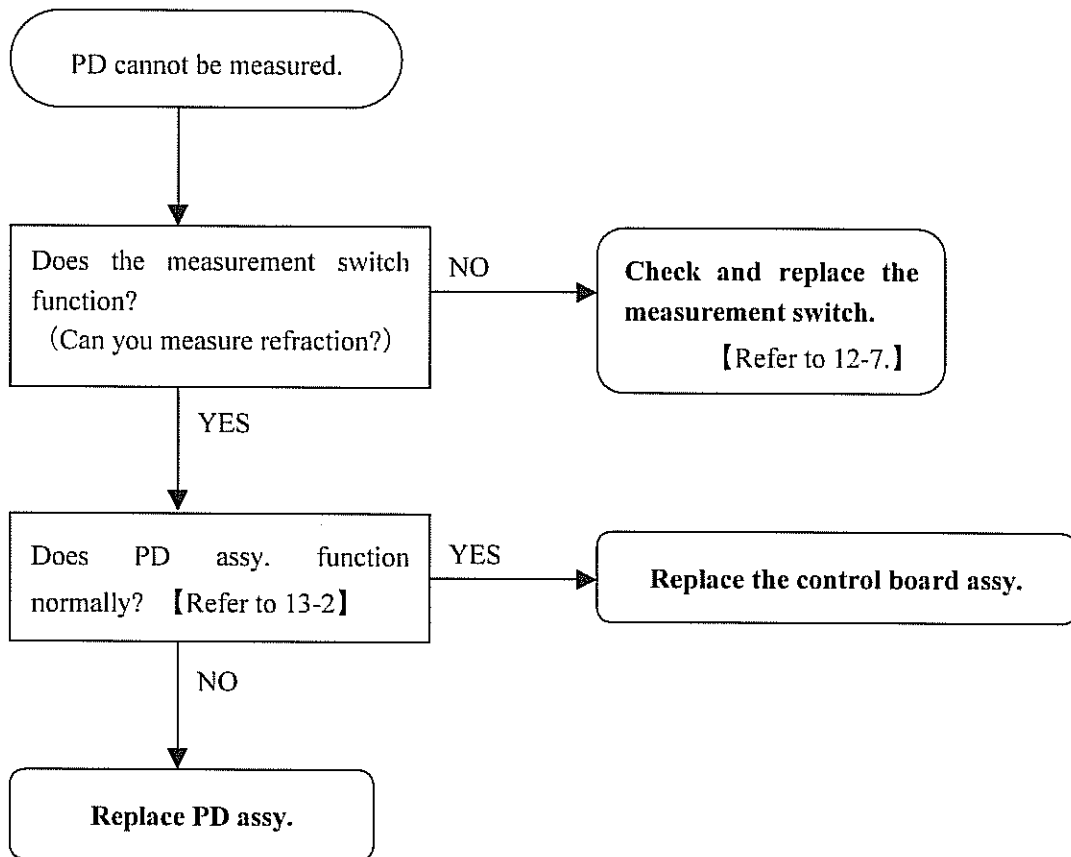 PD cannot be measured.
Does the measurement switch
function?
(Can you measure refraction?)
NO
Check and replace the
measurement switch.
【Refer to 12-7.】
YES
Does PD assy. function
normally? 【Refer to 13-2】
YES
Replace the control board assy.
NO
Replace PD assy.